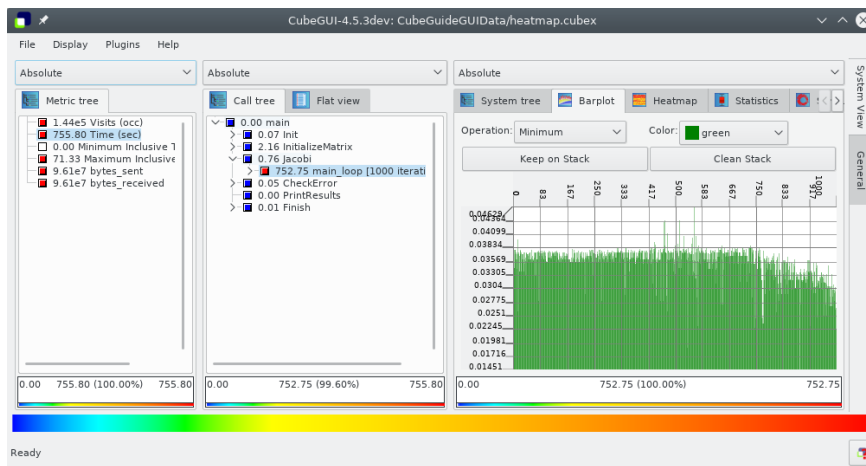 CubeGUI-4.5.3dev: CubeGuideGUIData/heatmap.cubex
File Display Plugins Help
Absolute
Metric tree
1.44e5 Visits (occ)
755.80 Time (sec)
0.00 Minimum Inclusive T
71.33 Maximum Inclusive
9.61e7 bytes_sent
9.61e7 bytes_received
0.00 755.80 (100.00%) 755.80
Absolute
Call tree Flat view
0.00 main
0.07 Init
2.16 InitializeMatrix
0.76 Jacobi
752.75 main_loop [1000 iterati
0.05 CheckError
0.00 PrintResults
0.01 Finish
0.00 752.75 (99.60%) 755.80
Absolute
System tree Barplot Heatmap Statistics
Operation: Minimum Color: green
Keep on Stack Clean Stack
0 83 167 250 333 417 500 583 667 750 833 917 1000
0.04629
0.04364
0.04099
0.03834
0.03569
0.03305
0.0304
0.02775
0.0251
0.02245
0.01981
0.01716
0.01451
0.00 752.75 (100.00%) 752.75
System View
General
Ready